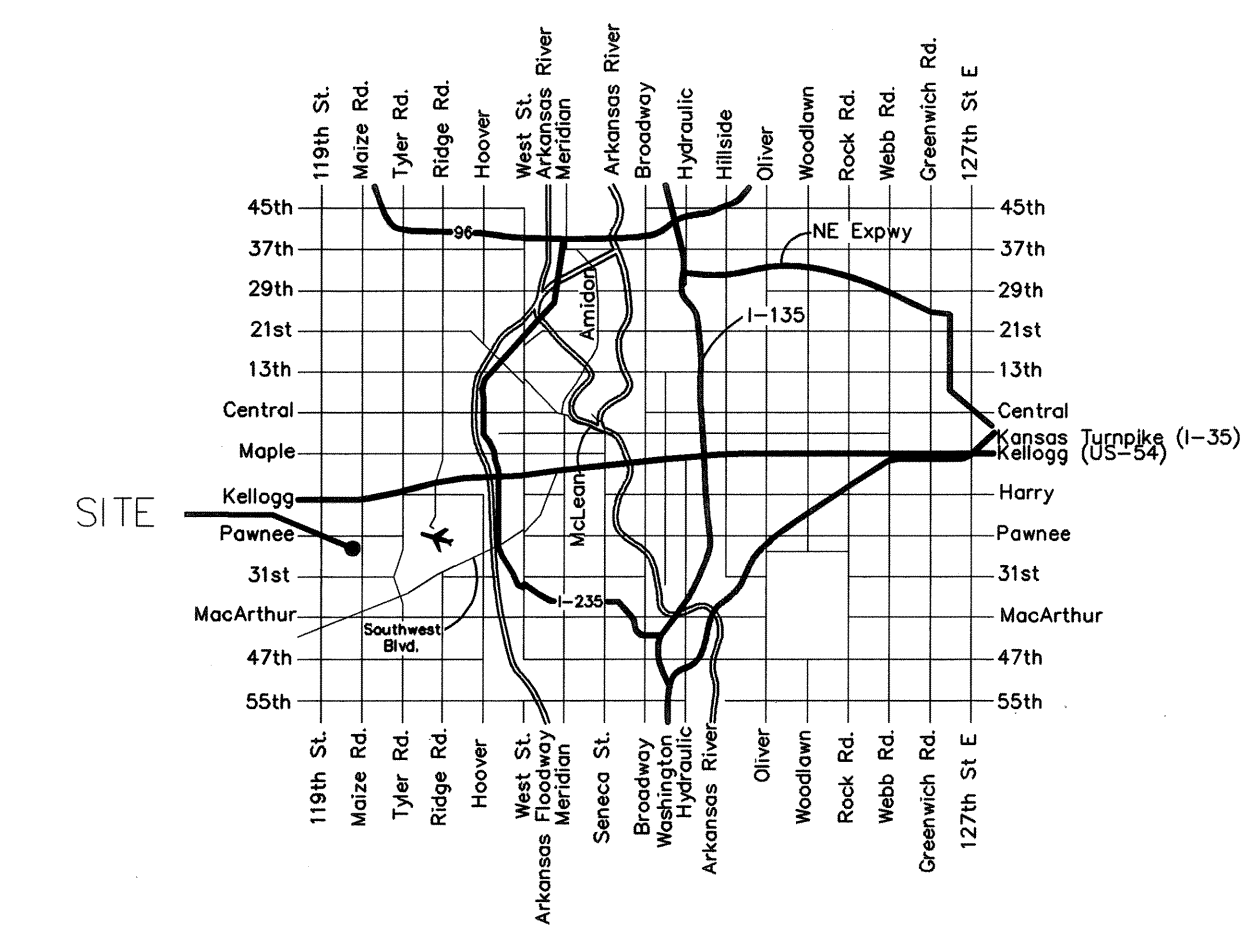 119th St.
Maize Rd.
Tyler Rd.
Ridge Rd.
Hoover
West St.
Arkansas River
Meridian
Arkansas River
Broadway
Hydraulic
Hillside
Oliver
Woodlawn
Rock Rd.
Webb Rd.
Greenwich Rd.
127th St E
45th
45th
96
NE Expwy
37th
37th
29th
29th
Amidon
I-135
21st
21st
13th
13th
Central
Central
Kansas Turnpike (I-35)
Maple
Kellogg (US-54)
Kellogg
Harry
SITE
McLean
Pawnee
Pawnee
31st
31st
I-235
MacArthur
MacArthur
Southwest
Blvd.
47th
47th
55th
55th
119th St.
Maize Rd.
Tyler Rd.
Ridge Rd.
Hoover
West St.
Arkansas Floodway
Meridian
Seneca St.
Broadway
Washington
Hydraulic
Arkansas River
Oliver
Woodlawn
Rock Rd.
Webb Rd.
Greenwich Rd.
127th St E